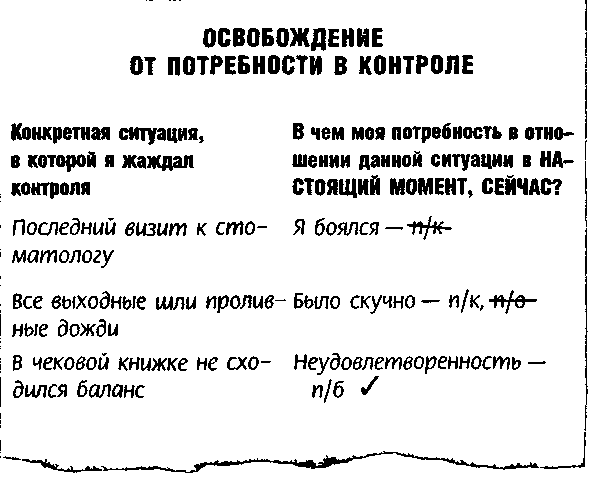 ОСВОБОЖДЕНИЕ
ОТ ПОТРЕБНОСТИ В КОНТРОЛЕ
Конкретная ситуация,
в которой я жаждал
контроля
В чем моя потребность в отно-
шении данной ситуации в НА-
СТОЯЩИЙ МОМЕНТ, СЕЙЧАС?
Последний визит к сто-
матологу
Я боялся — п/к
Все выходные шли пролив-
ные дожди
Было скучно — п/к, п/о
В чековой книжке не схо-
дился баланс
Неудовлетворенность —
п/б ✓